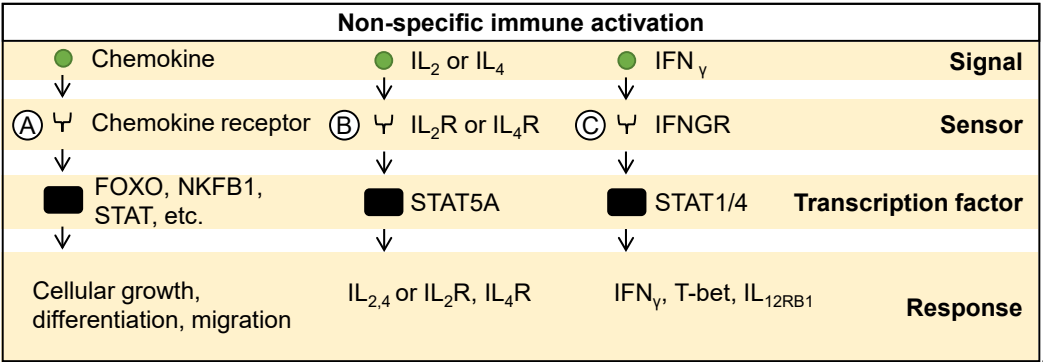 Non-specific immune activation
Chemokine IL2 or IL4 IFN γ Signal
A Chemokine receptor B IL2R or IL4R C IFNGR Sensor
FOXO, NKFB1,
STAT, etc. STAT5A STAT1/4 Transcription factor
Cellular growth,
differentiation, migration IL2,4 or IL2R, IL4R IFNγ, T-bet, IL12RB1 Response